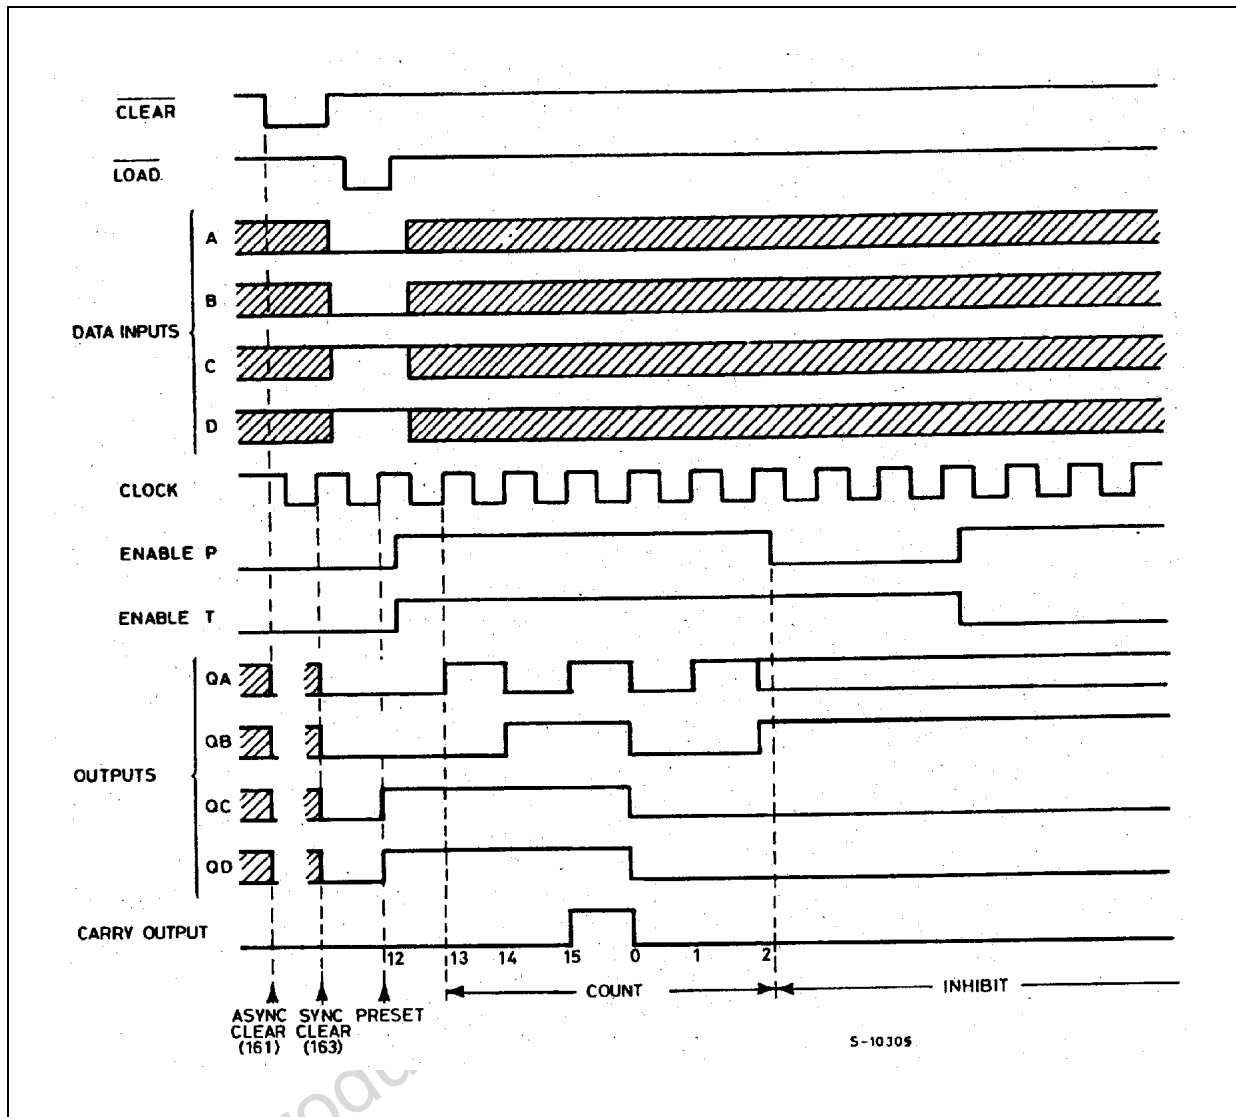 CLEAR
LOAD.
DATA INPUTS
A
B
C
D
CLOCK
ENABLE P
ENABLE T
OUTPUTS
QA
QB
QC
QD
CARRY OUTPUT
12 13 14 15 0 1 2
COUNT INHIBIT
ASYNC CLEAR (161)
SYNC CLEAR (163)
PRESET
S-10305